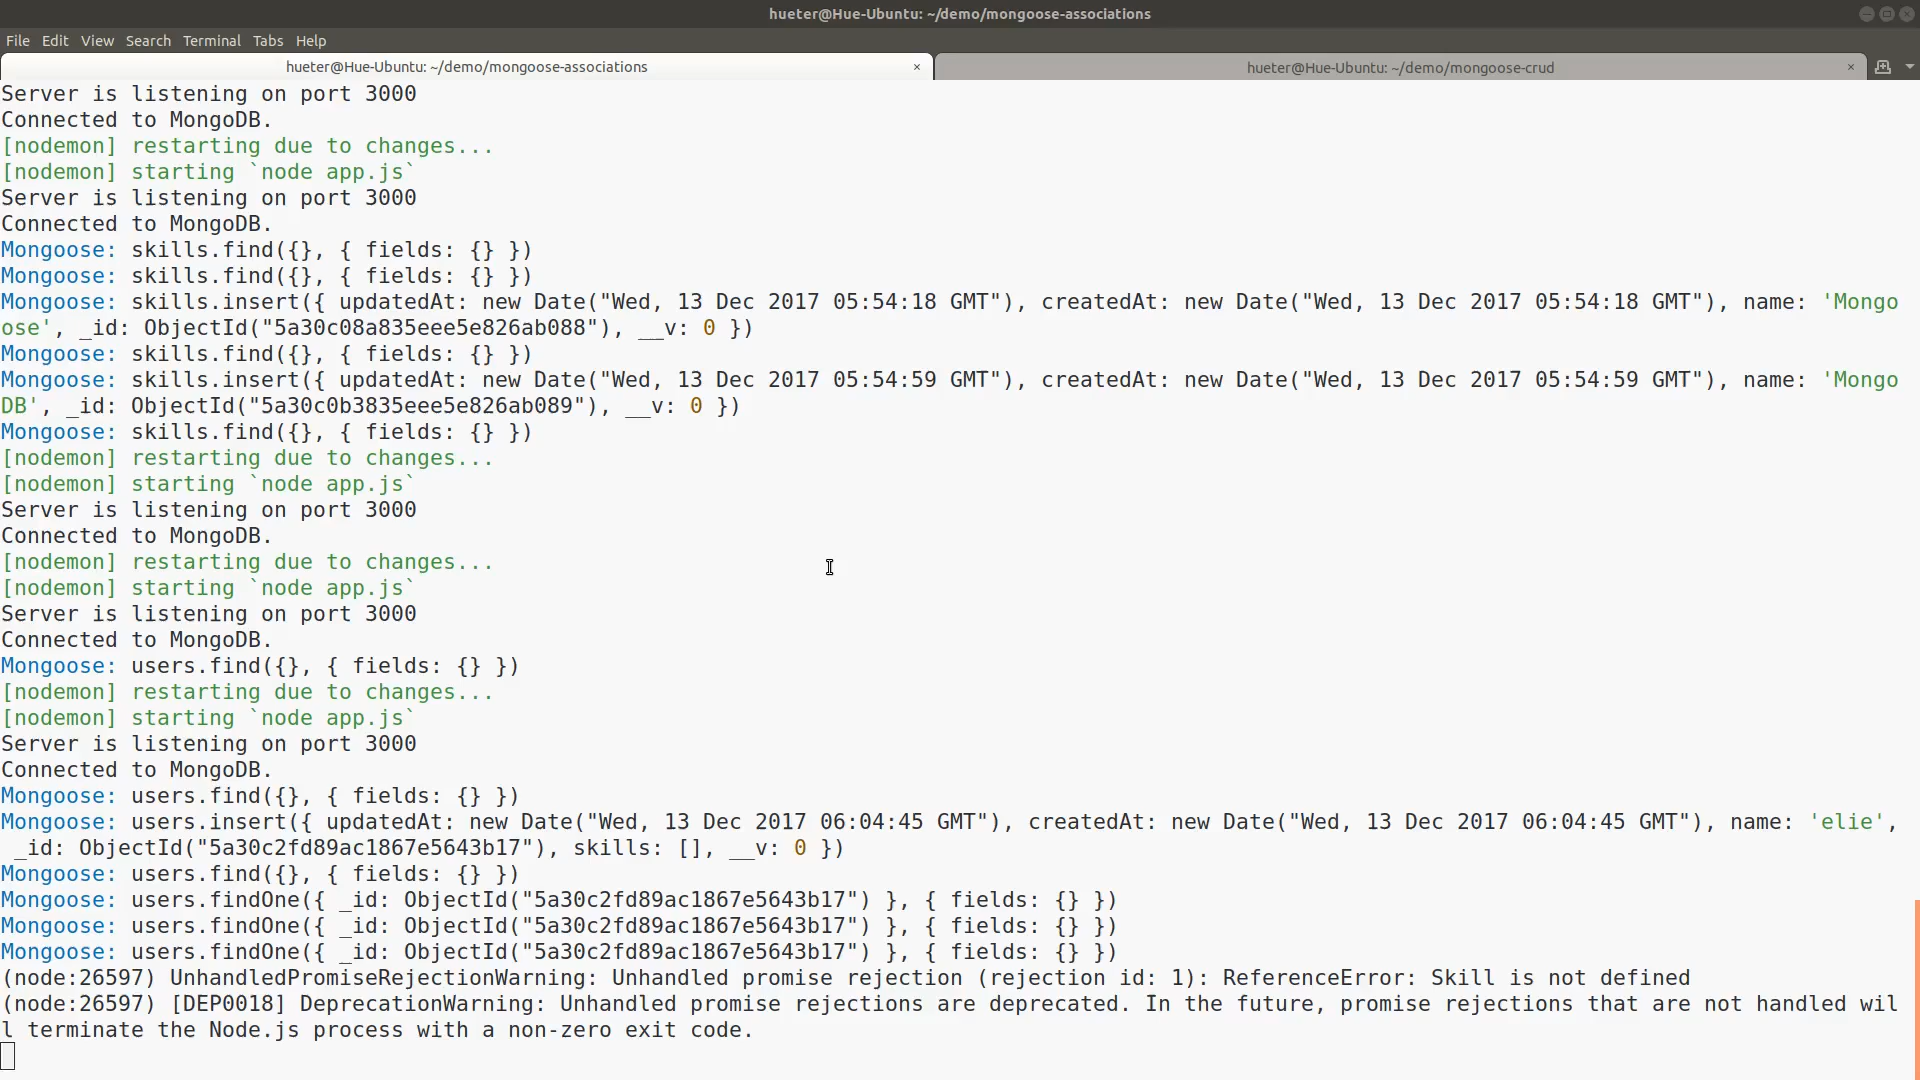 hueter@Hue-Ubuntu: ~/demo/mongoose-associations
File Edit View Search Terminal Tabs Help
hueter@Hue-Ubuntu: ~/demo/mongoose-associations × hueter@Hue-Ubuntu: ~/demo/mongoose-crud ×
Server is listening on port 3000
Connected to MongoDB.
[nodemon] restarting due to changes...
[nodemon] starting `node app.js`
Server is listening on port 3000
Connected to MongoDB.
Mongoose: skills.find({}, { fields: {} })
Mongoose: skills.find({}, { fields: {} })
Mongoose: skills.insert({ updatedAt: new Date("Wed, 13 Dec 2017 05:54:18 GMT"), createdAt: new Date("Wed, 13 Dec 2017 05:54:18 GMT"), name: 'Mongo
ose', _id: ObjectId("5a30c08a835eee5e826ab088"), __v: 0 })
Mongoose: skills.find({}, { fields: {} })
Mongoose: skills.insert({ updatedAt: new Date("Wed, 13 Dec 2017 05:54:59 GMT"), createdAt: new Date("Wed, 13 Dec 2017 05:54:59 GMT"), name: 'Mongo
DB', _id: ObjectId("5a30c0b3835eee5e826ab089"), __v: 0 })
Mongoose: skills.find({}, { fields: {} })
[nodemon] restarting due to changes...
[nodemon] starting `node app.js`
Server is listening on port 3000
Connected to MongoDB.
[nodemon] restarting due to changes...
[nodemon] starting `node app.js`
Server is listening on port 3000
Connected to MongoDB.
Mongoose: users.find({}, { fields: {} })
[nodemon] restarting due to changes...
[nodemon] starting `node app.js`
Server is listening on port 3000
Connected to MongoDB.
Mongoose: users.find({}, { fields: {} })
Mongoose: users.insert({ updatedAt: new Date("Wed, 13 Dec 2017 06:04:45 GMT"), createdAt: new Date("Wed, 13 Dec 2017 06:04:45 GMT"), name: 'elie',
_id: ObjectId("5a30c2fd89ac1867e5643b17"), skills: [], __v: 0 })
Mongoose: users.find({}, { fields: {} })
Mongoose: users.findOne({ _id: ObjectId("5a30c2fd89ac1867e5643b17") }, { fields: {} })
Mongoose: users.findOne({ _id: ObjectId("5a30c2fd89ac1867e5643b17") }, { fields: {} })
Mongoose: users.findOne({ _id: ObjectId("5a30c2fd89ac1867e5643b17") }, { fields: {} })
(node:26597) UnhandledPromiseRejectionWarning: Unhandled promise rejection (rejection id: 1): ReferenceError: Skill is not defined
(node:26597) [DEP0018] DeprecationWarning: Unhandled promise rejections are deprecated. In the future, promise rejections that are not handled wil
l terminate the Node.js process with a non-zero exit code.